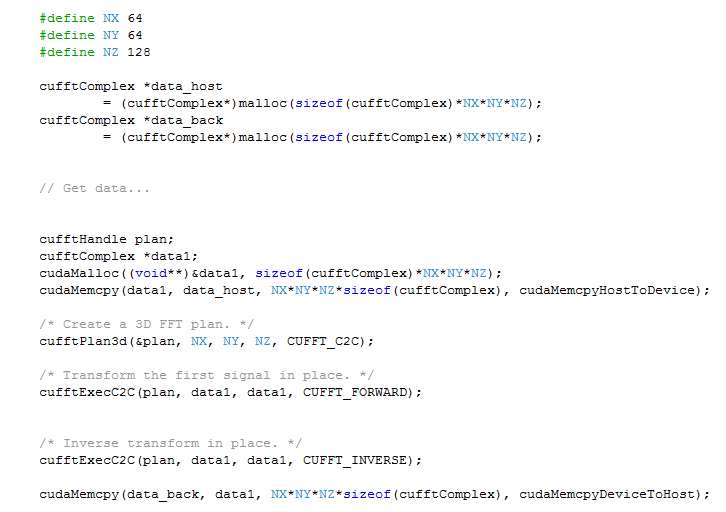 #define NX 64
#define NY 64
#define NZ 128
cufftComplex *data_host
= (cufftComplex*)malloc(sizeof(cufftComplex)*NX*NY*NZ);
cufftComplex *data_back
= (cufftComplex*)malloc(sizeof(cufftComplex)*NX*NY*NZ);
// Get data...
cufftHandle plan;
cufftComplex *data1;
cudaMalloc((void**)&data1, sizeof(cufftComplex)*NX*NY*NZ);
cudaMemcpy(data1, data_host, NX*NY*NZ*sizeof(cufftComplex), cudaMemcpyHostToDevice);
/* Create a 3D FFT plan. */
cufftPlan3d(&plan, NX, NY, NZ, CUFFT_C2C);
/* Transform the first signal in place. */
cufftExecC2C(plan, data1, data1, CUFFT_FORWARD);
/* Inverse transform in place. */
cufftExecC2C(plan, data1, data1, CUFFT_INVERSE);
cudaMemcpy(data_back, data1, NX*NY*NZ*sizeof(cufftComplex), cudaMemcpyDeviceToHost);